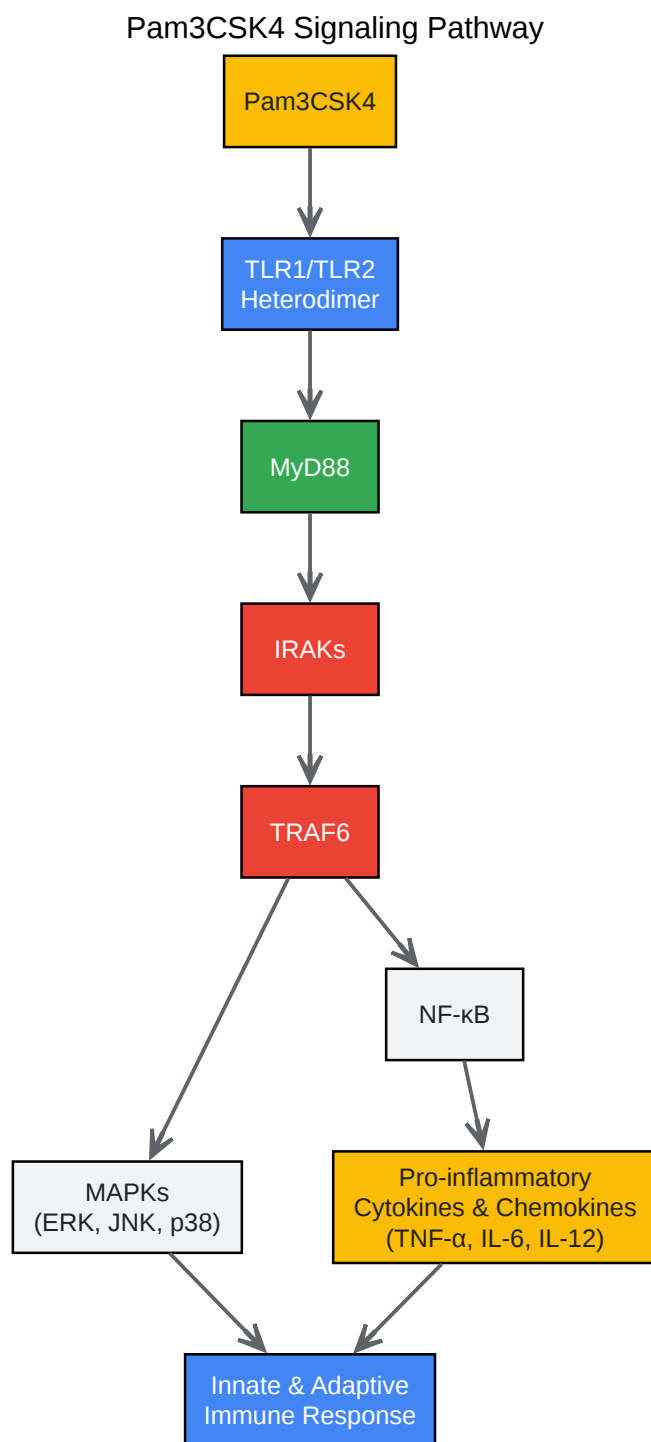 Pam3CSK4 Signaling Pathway
Pam3CSK4
TLR1/TLR2
Heterodimer
MyD88
IRAKs
TRAF6
NF-κB
MAPKs
(ERK, JNK, p38)
Pro-inflammatory
Cytokines & Chemokines
(TNF-α, IL-6, IL-12)
Innate & Adaptive
Immune Response